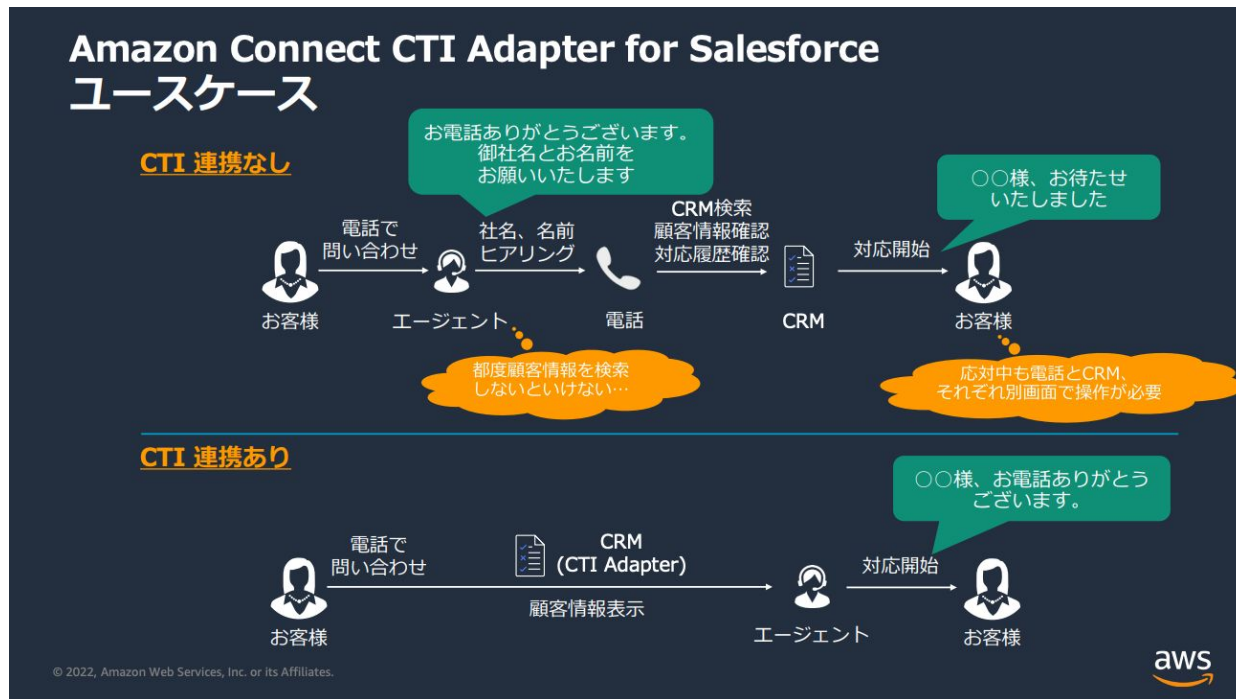 Amazon Connect CTI Adapter for Salesforce
ユースケース
CTI 連携なし
お電話ありがとうございます。
御社名とお名前を
お願いいたします
○○様、お待たせ
いたしました
電話で
問い合わせ
社名、名前
ヒアリング
CRM検索
顧客情報確認
対応履歴確認
対応開始
お客様
エージェント
電話
CRM
お客様
都度顧客情報を検索
しないといけない…
応対中も電話とCRM、
それぞれ別画面で操作が必要
CTI 連携あり
○○様、お電話ありがとう
ございます。
電話で
問い合わせ
CRM
(CTI Adapter)
顧客情報表示
対応開始
お客様
エージェント
お客様
© 2022, Amazon Web Services, Inc. or its Affiliates.
aws